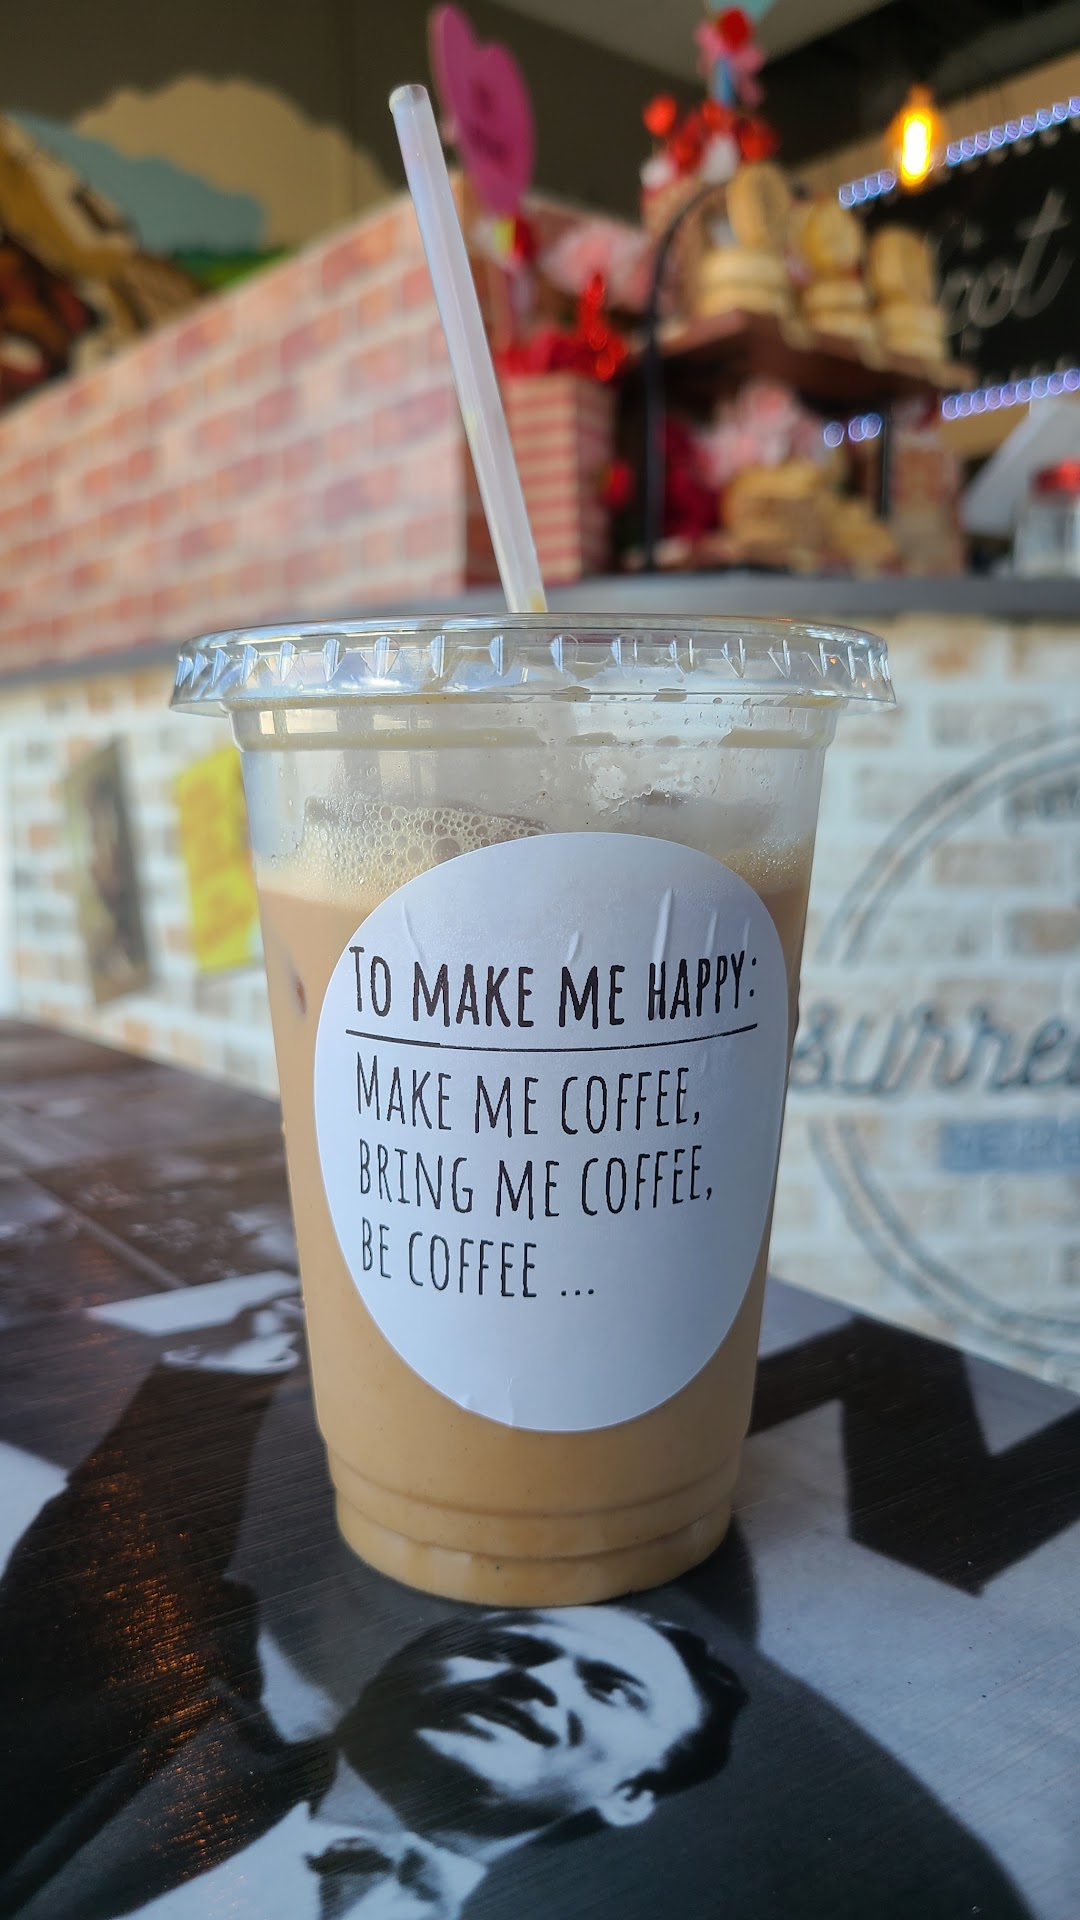 To make me happy:
Make me coffee,
bring me coffee,
be coffee ...